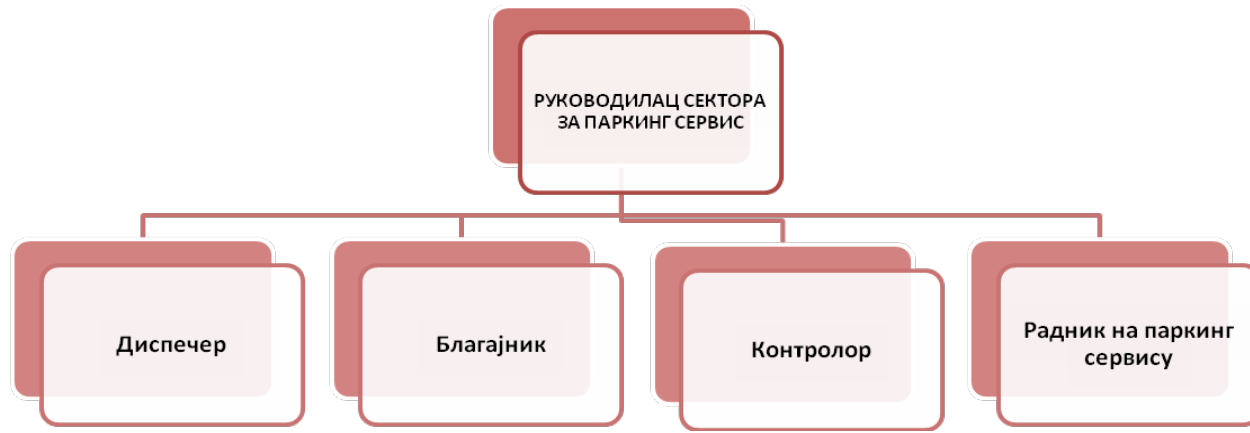 РУКОВОДИЛАЦ СЕКТОРА
ЗА ПАРКИНГ СЕРВИС
Диспечер
Благајник
Контролор
Радник на паркинг
сервису